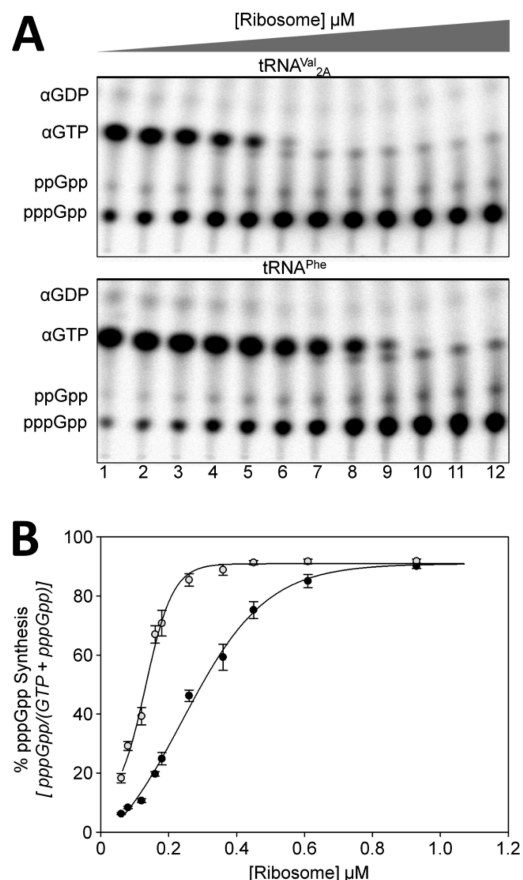 A
[Ribosome] µM
tRNAVal2A
αGDP
αGTP
ppGpp
pppGpp
tRNAPhe
αGDP
αGTP
ppGpp
pppGpp
1 2 3 4 5 6 7 8 9 10 11 12
B
% pppGpp Synthesis
[ pppGpp/(GTP + pppGpp)]
100
80
60
40
20
0
0 0.2 0.4 0.6 0.8 1.0 1.2
[Ribosome] µM